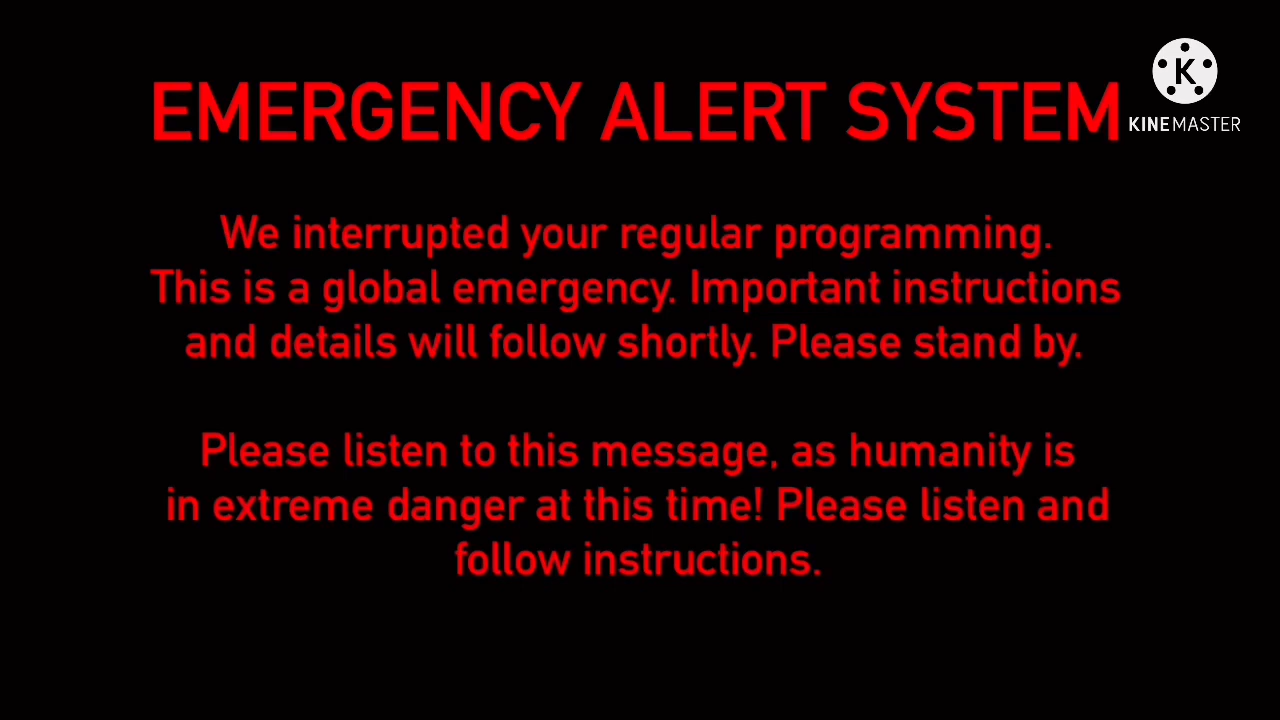 EMERGENCY ALERT SYSTEM
K
KINEMASTER
We interrupted your regular programming.
This is a global emergency. Important instructions
and details will follow shortly. Please stand by.
Please listen to this message, as humanity is
in extreme danger at this time! Please listen and
follow instructions.